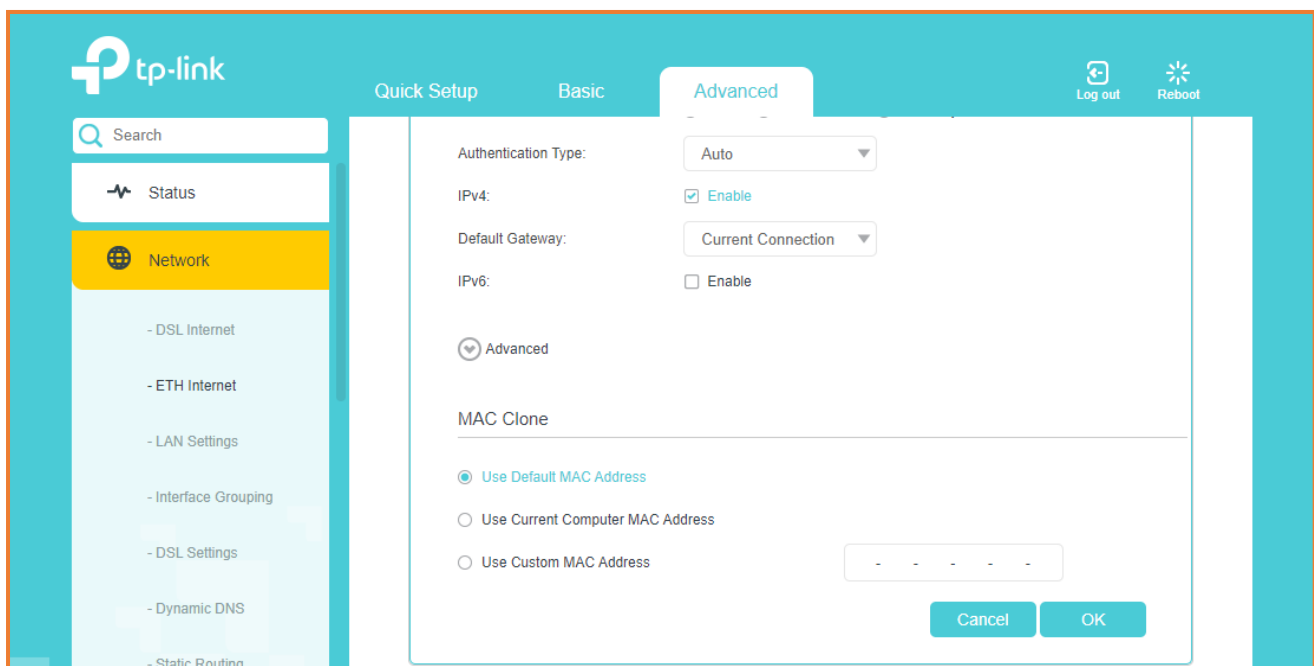 tp-link
Quick Setup
Basic
Advanced
Log out
Reboot
Search
Status
Network
- DSL Internet
- ETH Internet
- LAN Settings
- Interface Grouping
- DSL Settings
- Dynamic DNS
- Static Routing
Authentication Type: Auto
IPv4: Enable
Default Gateway: Current Connection
IPv6: Enable
Advanced
MAC Clone
Use Default MAC Address
Use Current Computer MAC Address
Use Custom MAC Address - - - - -
Cancel OK